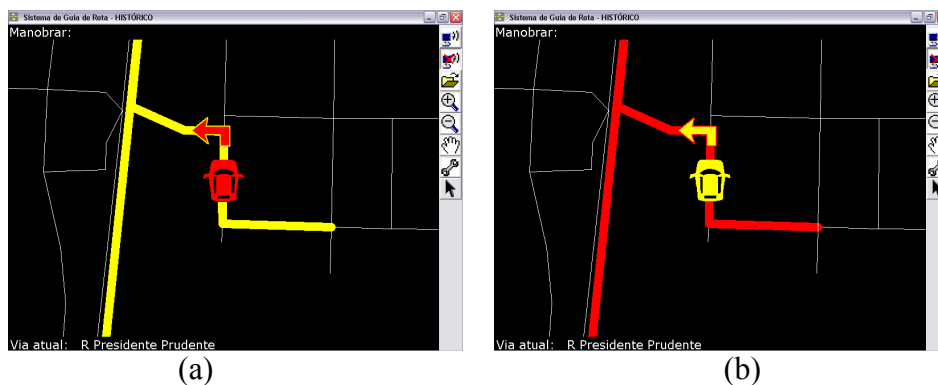 Sistema de Guia de Rota - HISTÓRICO
Manobrar:
Via atual: R Presidente Prudente
(a)
Sistema de Guia de Rota - HISTÓRICO
Manobrar:
Via atual: R Presidente Prudente
(b)